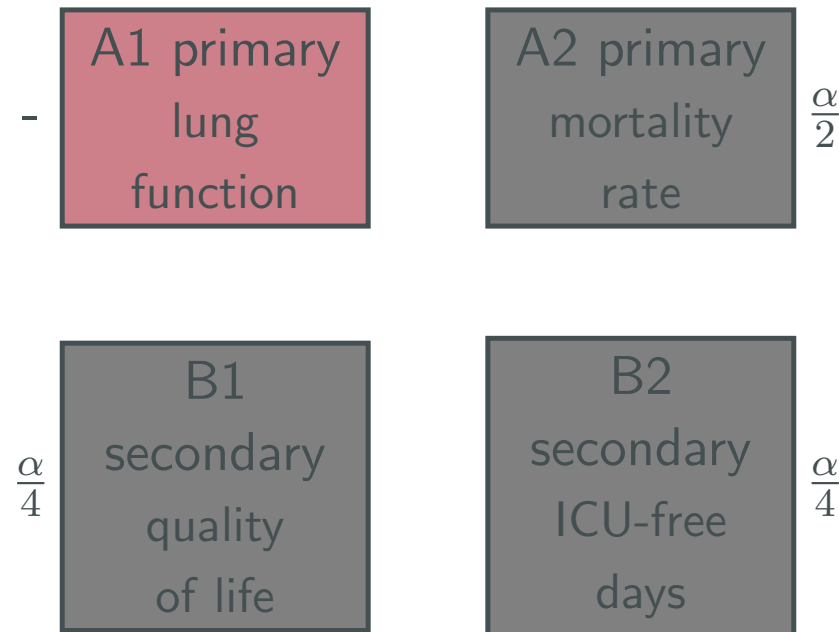 A1 primary
lung
function
-
A2 primary
mortality
rate
α/2
B1
secondary
quality
of life
α/4
B2
secondary
ICU-free
days
α/4